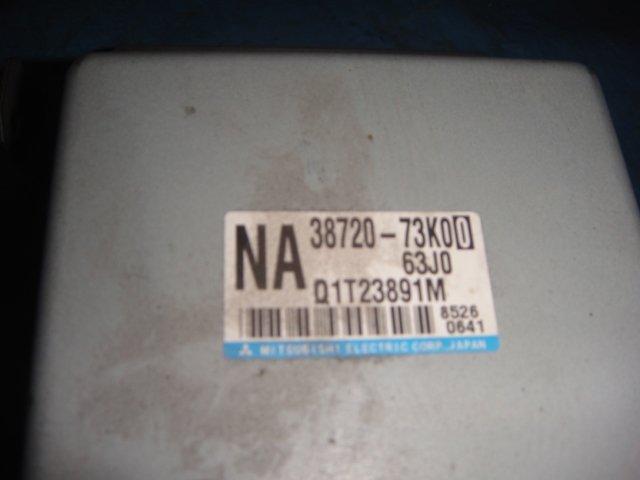 NA 38720-73K00
63J0
Q1T23891M
8526
0641
MITSUBISHI ELECTRIC CORP., JAPAN